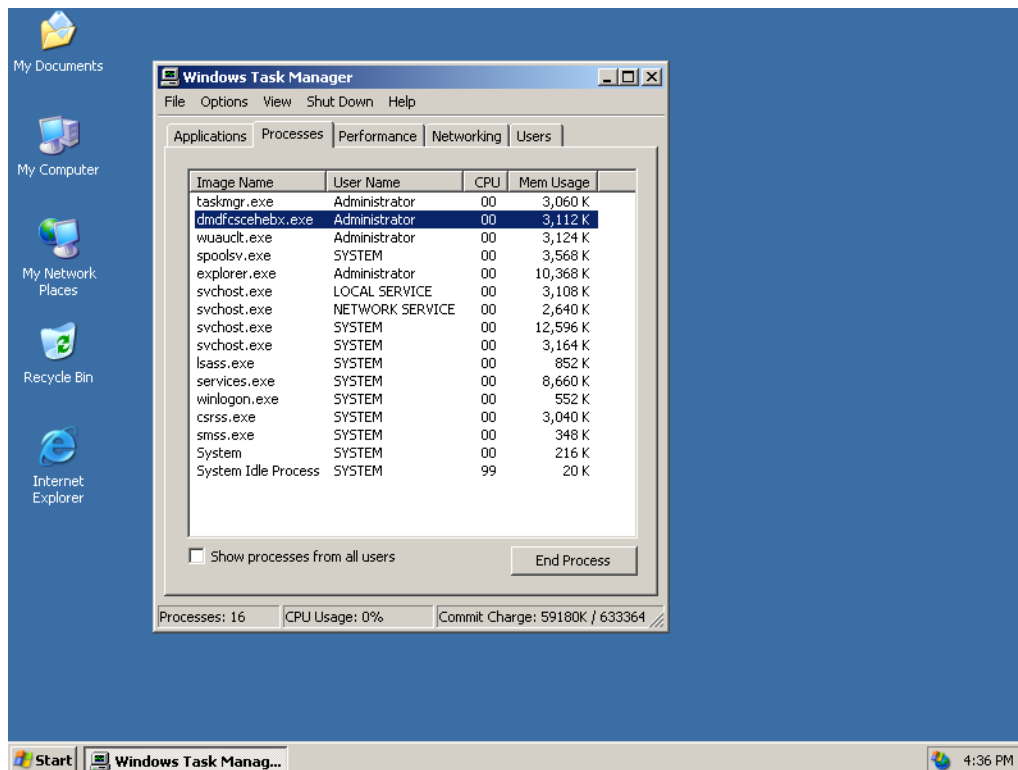 My Documents
My Computer
My Network
Places
Recycle Bin
Internet
Explorer
Windows Task Manager
File Options View Shut Down Help
Applications Processes Performance Networking Users
Image Name User Name CPU Mem Usage
taskmgr.exe Administrator 00 3,060 K
dmdfcscehebx.exe Administrator 00 3,112 K
wuauclt.exe Administrator 00 3,124 K
spoolsv.exe SYSTEM 00 3,568 K
explorer.exe Administrator 00 10,368 K
svchost.exe LOCAL SERVICE 00 3,108 K
svchost.exe NETWORK SERVICE 00 2,640 K
svchost.exe SYSTEM 00 12,596 K
svchost.exe SYSTEM 00 3,164 K
lsass.exe SYSTEM 00 852 K
services.exe SYSTEM 00 8,660 K
winlogon.exe SYSTEM 00 552 K
csrss.exe SYSTEM 00 3,040 K
smss.exe SYSTEM 00 348 K
System SYSTEM 00 216 K
System Idle Process SYSTEM 99 20 K
Show processes from all users
End Process
Processes: 16 CPU Usage: 0% Commit Charge: 59180K / 633364
Start Windows Task Manag... 4:36 PM